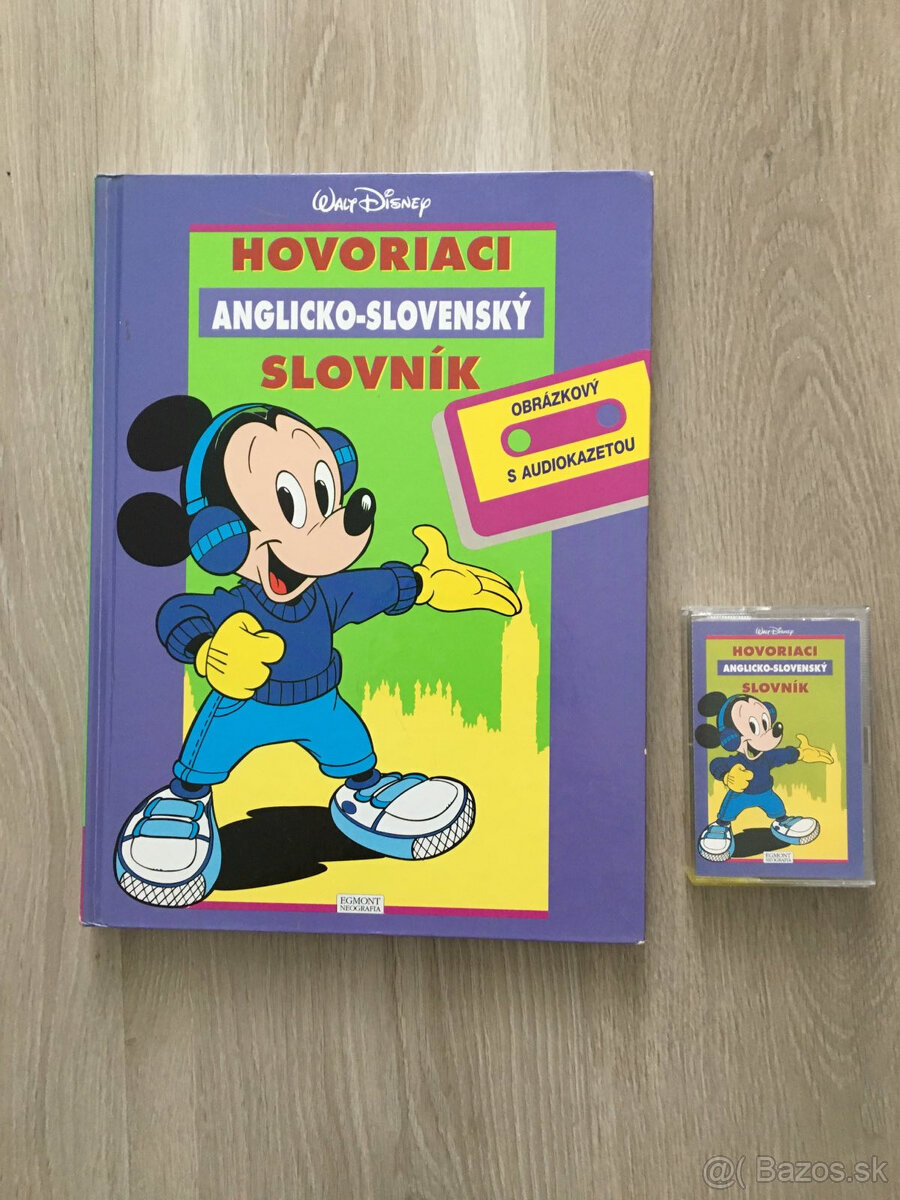 Walt Disney
HOVORIACI
ANGLICKO-SLOVENSKÝ
SLOVNÍK
OBRÁZKOVÝ
S AUDIOKAZETOU
EGMONT
NEOGRAFIA
Walt Disney
HOVORIACI
ANGLICKO-SLOVENSKÝ
SLOVNÍK
EGMONT
NEOGRAFIA
@( Bazos.sk